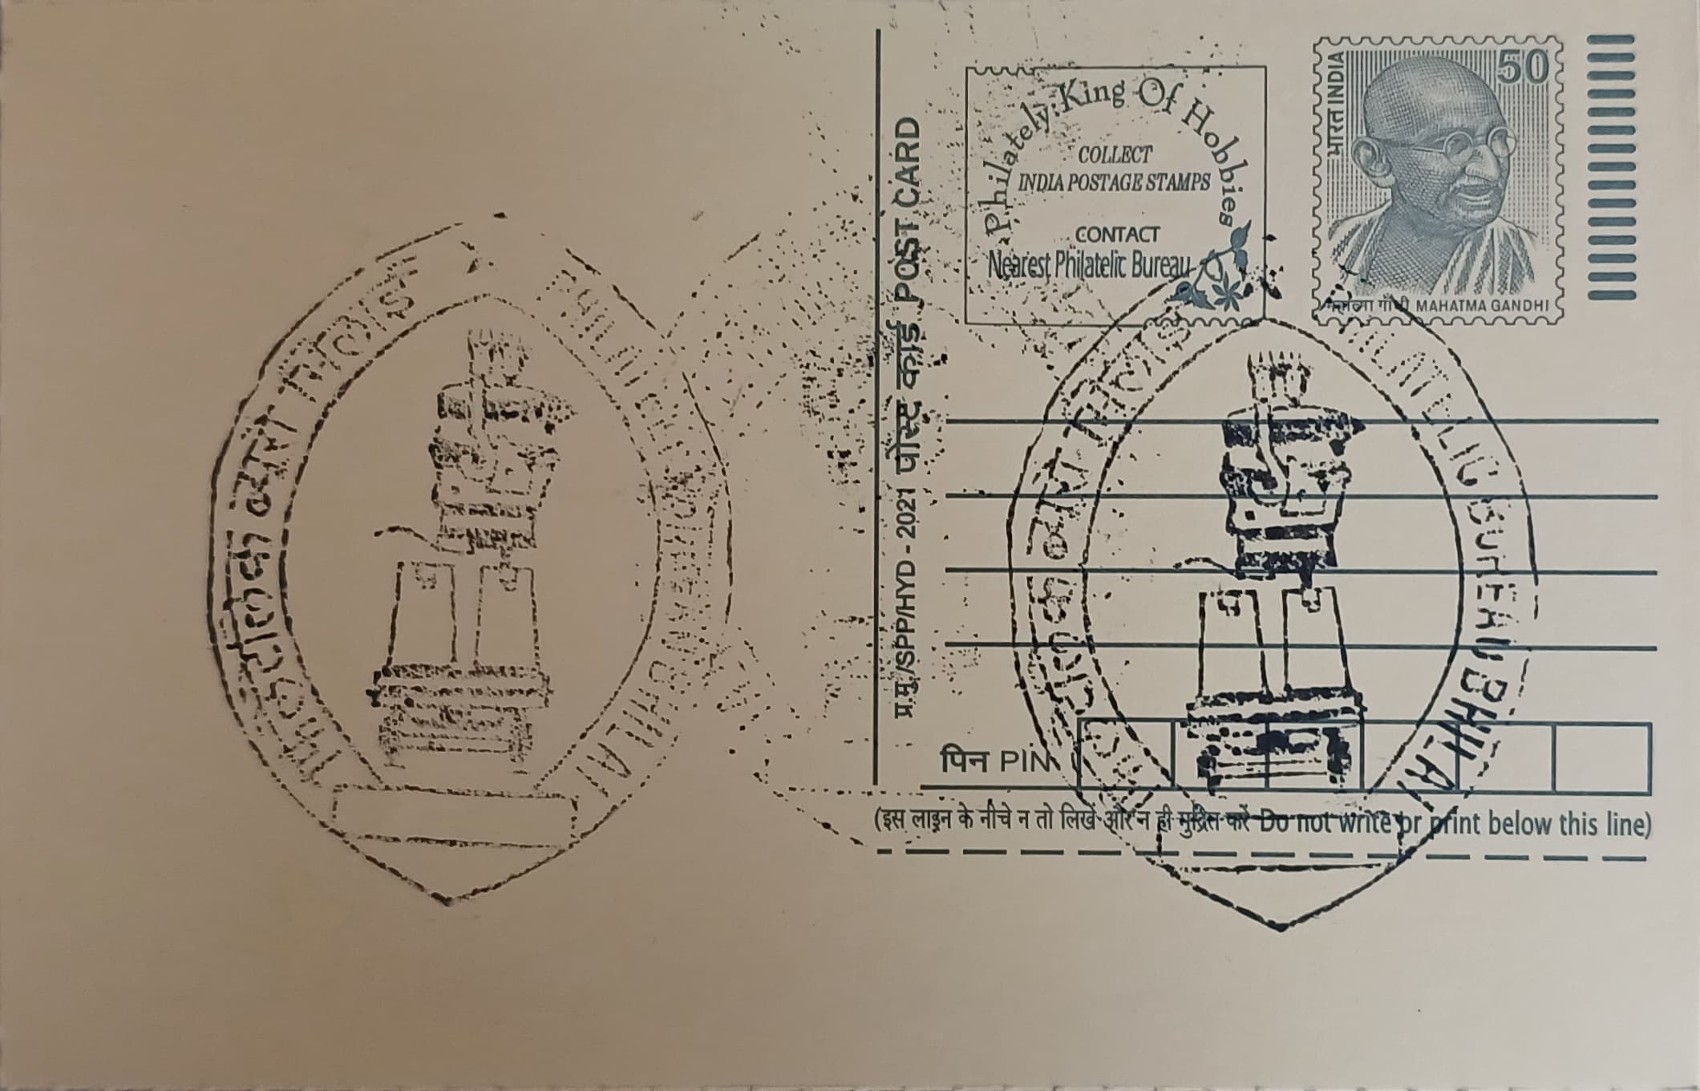 Philately:King Of Hobbies
COLLECT
INDIA POSTAGE STAMPS
CONTACT
Nearest Philatelic Bureau
भारत INDIA
50
महात्मा गाँधी MAHATMA GANDHI
प्र.मु./SPP/HYD - 2021 पोस्ट कार्ड POST CARD
PHILATELIC BUREAU BHILAI
PHILATELIC BUREAU BHILAI
पिन PIN
(इस लाइन के नीचे न तो लिखें और न ही मुद्रित करें Do not write or print below this line)